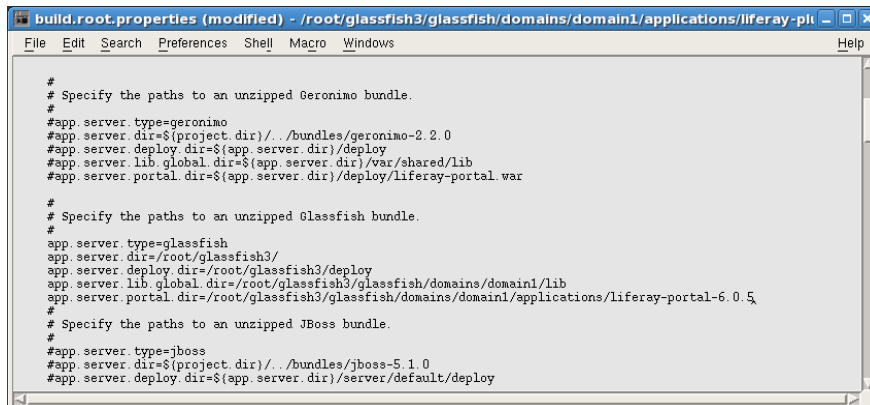 build.root.properties (modified) - /root/glassfish3/glassfish/domains/domain1/applications/liferay-plu
File Edit Search Preferences Shell Macro Windows Help
#
# Specify the paths to an unzipped Geronimo bundle.
#
#app.server.type=geronimo
#app.server.dir=${project.dir}/../bundles/geronimo-2.2.0
#app.server.deploy.dir=${app.server.dir}/deploy
#app.server.lib.global.dir=${app.server.dir}/var/shared/lib
#app.server.portal.dir=${app.server.dir}/deploy/liferay-portal.war
#
# Specify the paths to an unzipped Glassfish bundle.
#
app.server.type=glassfish
app.server.dir=/root/glassfish3/
app.server.deploy.dir=/root/glassfish3/deploy
app.server.lib.global.dir=/root/glassfish3/glassfish/domains/domain1/lib
app.server.portal.dir=/root/glassfish3/glassfish/domains/domain1/applications/liferay-portal-6.0.5
#
# Specify the paths to an unzipped JBoss bundle.
#
#app.server.type=jboss
#app.server.dir=${project.dir}/../bundles/jboss-5.1.0
#app.server.deploy.dir=${app.server.dir}/server/default/deploy